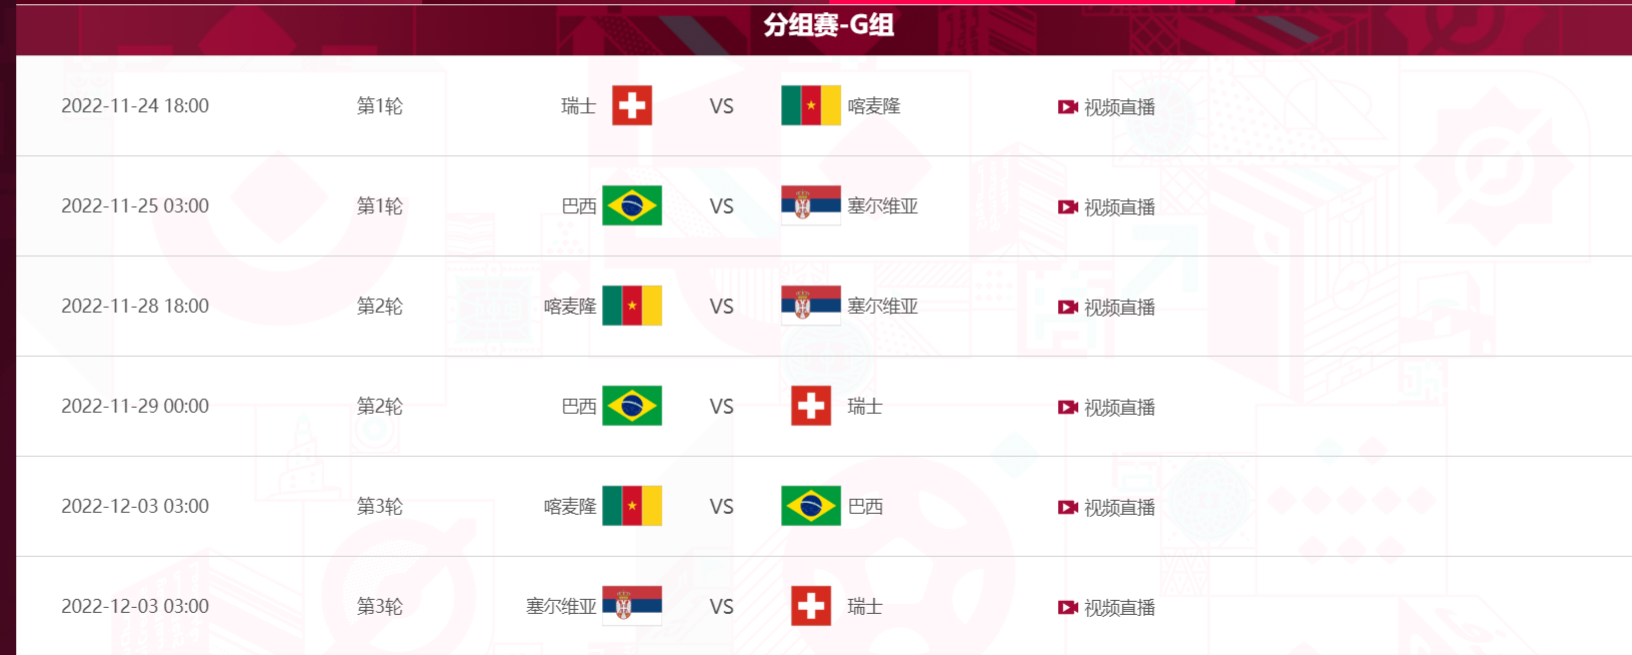 分组赛-G组
2022-11-24 18:00 第1轮 瑞士 VS 喀麦隆 视频直播
2022-11-25 03:00 第1轮 巴西 VS 塞尔维亚 视频直播
2022-11-28 18:00 第2轮 喀麦隆 VS 塞尔维亚 视频直播
2022-11-29 00:00 第2轮 巴西 VS 瑞士 视频直播
2022-12-03 03:00 第3轮 喀麦隆 VS 巴西 视频直播
2022-12-03 03:00 第3轮 塞尔维亚 VS 瑞士 视频直播